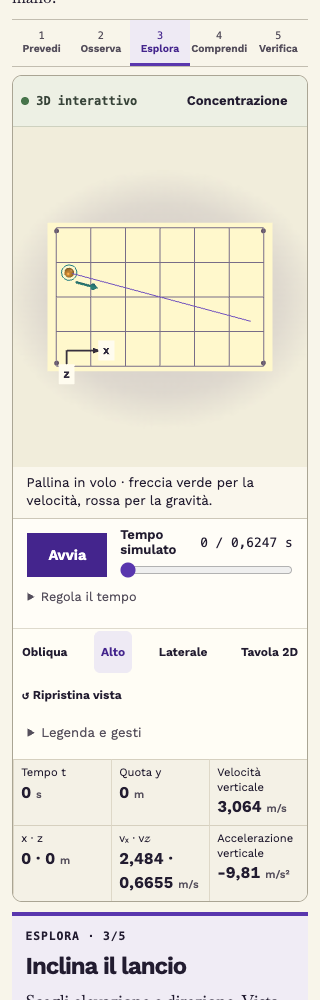 1 2 3 4 5
Prevedi Osserva Esplora Comprendi Verifica
3D interattivo Concentrazione
x
z
Pallina in volo · freccia verde per la
velocità, rossa per la gravità.
Avvia
Tempo
simulato
0 / 0,6247 s
▶ Regola il tempo
Obliqua Alto Laterale Tavola 2D
↺ Ripristina vista
▶ Legenda e gesti
Tempo t
0 s
Quota y
0 m
Velocità
verticale
3,064 m/s
x · z
0 · 0 m
vₓ · vz
2,484 ·
0,6655 m/s
Accelerazione
verticale
-9,81 m/s²
ESPLORA · 3/5
Inclina il lancio